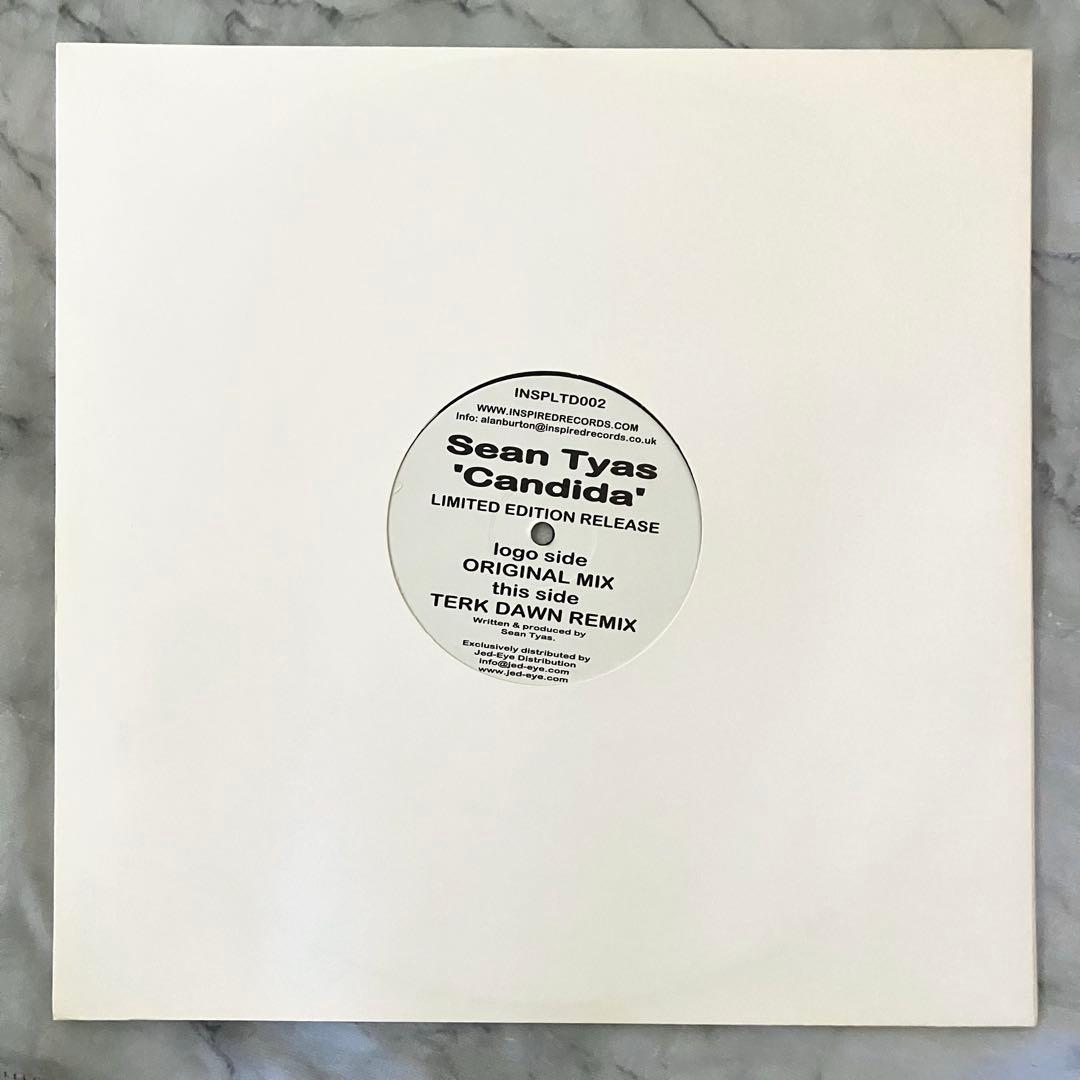 INSPLTD002
WWW.INSPIREDRECORDS.COM
Info: alanburton@inspiredrecords.co.uk
Sean Tyas
'Candida'
LIMITED EDITION RELEASE
logo side
ORIGINAL MIX
this side
TERK DAWN REMIX
Written & produced by
Sean Tyas.
Exclusively distributed by
Jed-Eye Distribution
Info@jed-eye.com
www.jed-eye.com